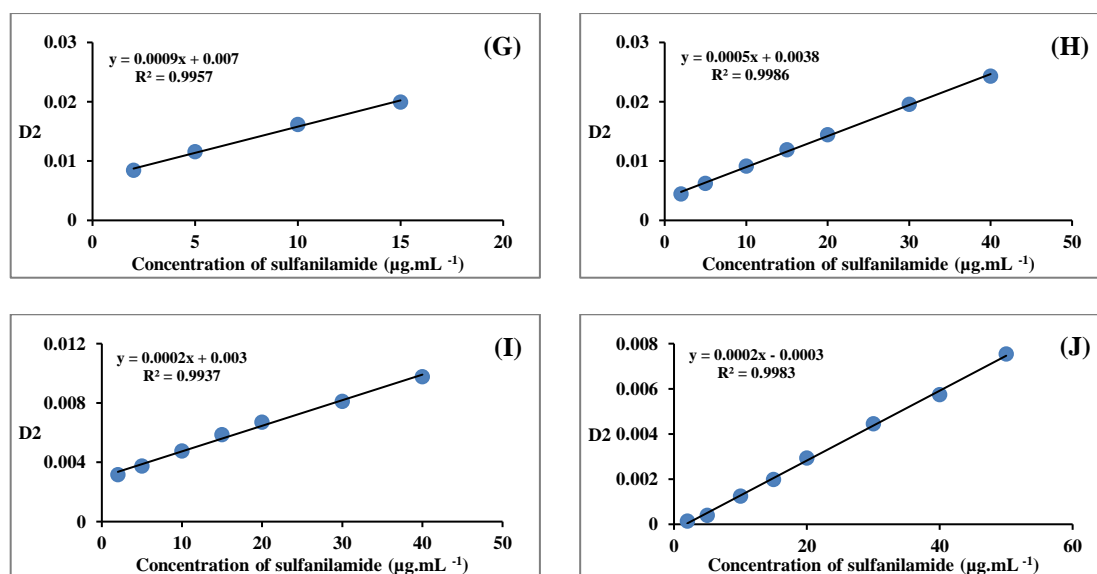 (G)
y = 0.0009x + 0.007
R² = 0.9957
0.03
0.02
0.01
0
D2
0 5 10 15 20
Concentration of sulfanilamide (µg.mL ⁻¹)
(H)
y = 0.0005x + 0.0038
R² = 0.9986
0.03
0.02
0.01
0
D2
0 10 20 30 40 50
Concentration of sulfanilamide (µg.mL ⁻¹)
(I)
y = 0.0002x + 0.003
R² = 0.9937
0.012
0.008
0.004
0
D2
0 10 20 30 40 50
Concentration of sulfanilamide (µg.mL ⁻¹)
(J)
y = 0.0002x - 0.0003
R² = 0.9983
0.008
0.006
0.004
0.002
0
D2
0 20 40 60
Concentration of sulfanilamide (µg.mL ⁻¹)